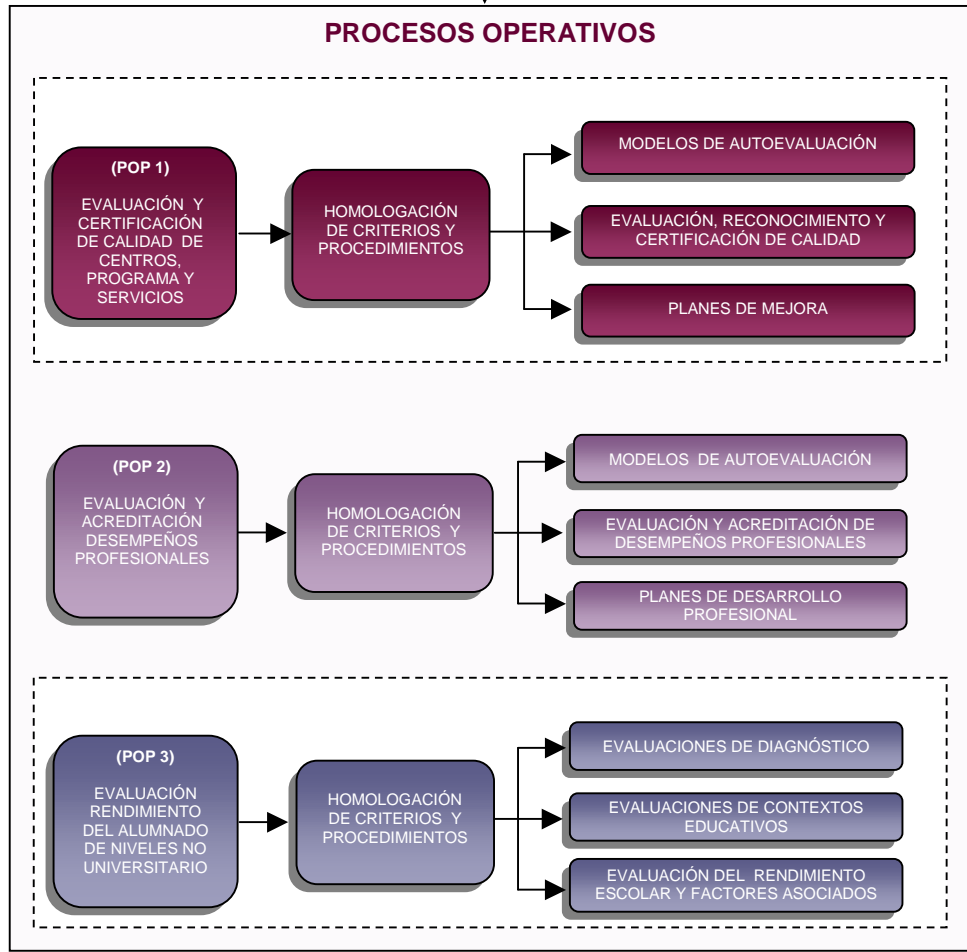 PROCESOS OPERATIVOS
(POP 1)
EVALUACIÓN Y
CERTIFICACIÓN
DE CALIDAD DE
CENTROS,
PROGRAMA Y
SERVICIOS
HOMOLOGACIÓN
DE CRITERIOS Y
PROCEDIMIENTOS
MODELOS DE AUTOEVALUACIÓN
EVALUACIÓN, RECONOCIMIENTO Y
CERTIFICACIÓN DE CALIDAD
PLANES DE MEJORA
(POP 2)
EVALUACIÓN Y
ACREDITACIÓN
DESEMPEÑOS
PROFESIONALES
HOMOLOGACIÓN
DE CRITERIOS Y
PROCEDIMIENTOS
MODELOS DE AUTOEVALUACIÓN
EVALUACIÓN Y ACREDITACIÓN DE
DESEMPEÑOS PROFESIONALES
PLANES DE DESARROLLO
PROFESIONAL
(POP 3)
EVALUACIÓN
RENDIMIENTO
DEL ALUMNADO
DE NIVELES NO
UNIVERSITARIO
HOMOLOGACIÓN
DE CRITERIOS Y
PROCEDIMIENTOS
EVALUACIONES DE DIAGNÓSTICO
EVALUACIONES DE CONTEXTOS
EDUCATIVOS
EVALUACIÓN DEL RENDIMIENTO
ESCOLAR Y FACTORES ASOCIADOS